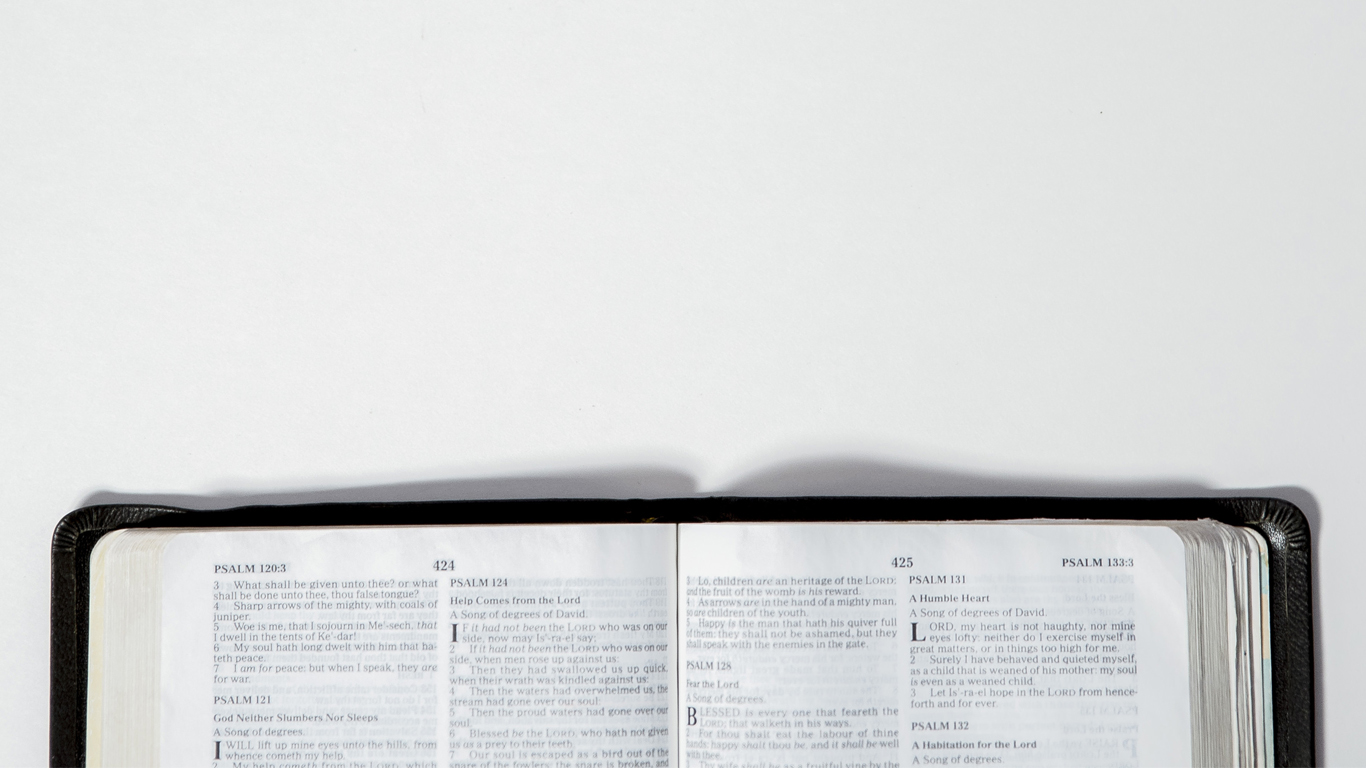 PSALM 120:3
424
3 What shall be given unto thee? or what
shall be done unto thee, thou false tongue?
4 Sharp arrows of the mighty, with coals of
juniper.
5 Woe is me, that I sojourn in Me'-sech, that
I dwell in the tents of Ke'-dar!
6 My soul hath long dwelt with him that ha-
teth peace.
7 I am for peace: but when I speak, they are
for war.
PSALM 121
God Neither Slumbers Nor Sleeps
A Song of degrees.
I WILL lift up mine eyes unto the hills, from
whence cometh my help.
2 My help cometh from the LORD, which
PSALM 124
Help Comes from the Lord
A Song of degrees of David.
IF it had not been the LORD who was on our
side, now may Is'-ra-el say;
2 If it had not been the LORD who was on our
side, when men rose up against us:
3 Then they had swallowed us up quick,
when their wrath was kindled against us:
4 Then the waters had overwhelmed us, the
stream had gone over our soul:
5 Then the proud waters had gone over our
soul.
6 Blessed be the LORD, who hath not given
us as a prey to their teeth.
7 Our soul is escaped as a bird out of the
snare of the fowlers: the snare is broken, and
425
PSALM 133:3
3 Lo, children are an heritage of the LORD:
and the fruit of the womb is his reward.
4 As arrows are in the hand of a mighty man;
so are children of the youth.
5 Happy is the man that hath his quiver full
of them: they shall not be ashamed, but they
shall speak with the enemies in the gate.
PSALM 128
Fear the Lord
A Song of degrees.
BLESSED is every one that feareth the
LORD; that walketh in his ways.
2 For thou shalt eat the labour of thine
hands: happy shalt thou be, and it shall be well
with thee.
3 Thy wife shall be as a fruitful vine by the
PSALM 131
A Humble Heart
A Song of degrees of David.
LORD, my heart is not haughty, nor mine
eyes lofty: neither do I exercise myself in
great matters, or in things too high for me.
2 Surely I have behaved and quieted myself,
as a child that is weaned of his mother: my soul
is even as a weaned child.
3 Let Is'-ra-el hope in the LORD from hence-
forth and for ever.
PSALM 132
A Habitation for the Lord
A Song of degrees.